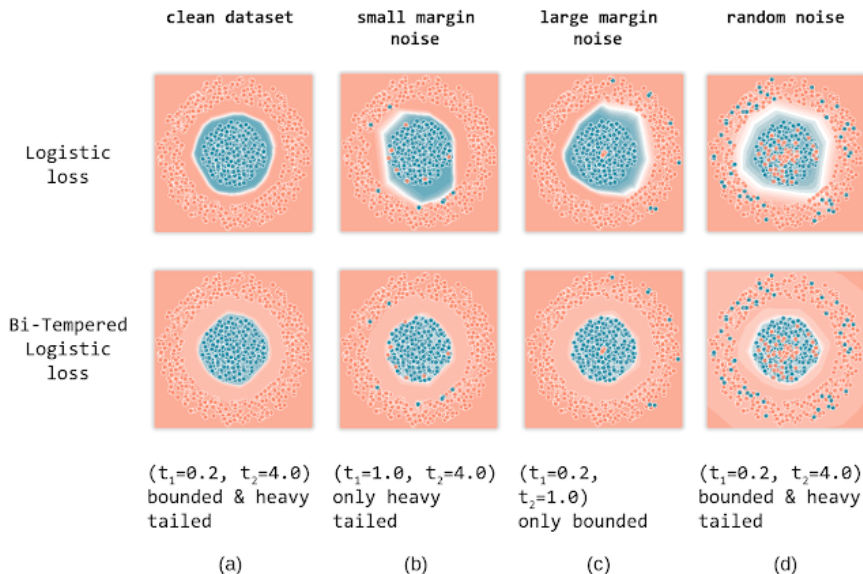 clean dataset
small margin
noise
large margin
noise
random noise
Logistic
loss
Bi-Tempered
Logistic
loss
(t₁=0.2, t₂=4.0)
bounded & heavy
tailed
(t₁=1.0, t₂=4.0)
only heavy
tailed
(t₁=0.2,
t₂=1.0)
only bounded
(t₁=0.2, t₂=4.0)
bounded & heavy
tailed
(a)
(b)
(c)
(d)